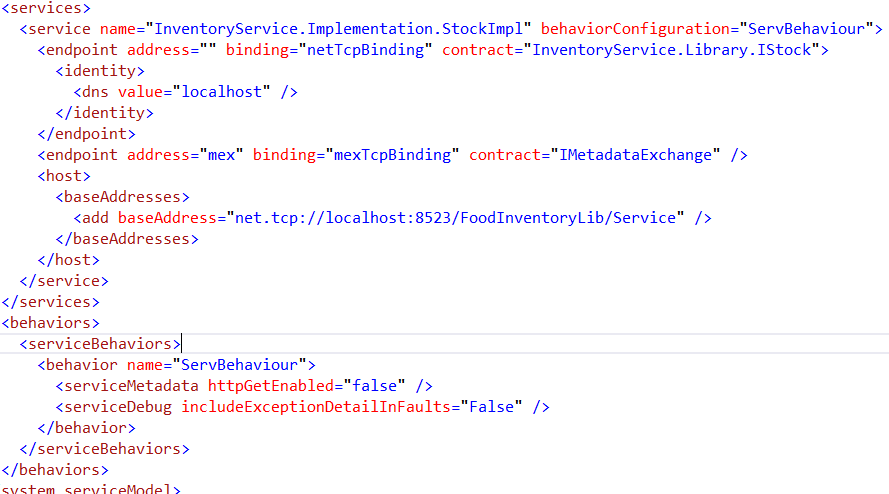 <services>
<service name="InventoryService.Implementation.StockImpl" behaviorConfiguration="ServBehaviour">
<endpoint address="" binding="netTcpBinding" contract="InventoryService.Library.IStock">
<identity>
<dns value="localhost" />
</identity>
</endpoint>
<endpoint address="mex" binding="mexTcpBinding" contract="IMetadataExchange" />
<host>
<baseAddresses>
<add baseAddress="net.tcp://localhost:8523/FoodInventoryLib/Service" />
</baseAddresses>
</host>
</service>
</services>
<behaviors>
<serviceBehaviors>
<behavior name="ServBehaviour">
<serviceMetadata httpGetEnabled="false" />
<serviceDebug includeExceptionDetailInFaults="False" />
</behavior>
</serviceBehaviors>
</behaviors>
system.serviceModel>